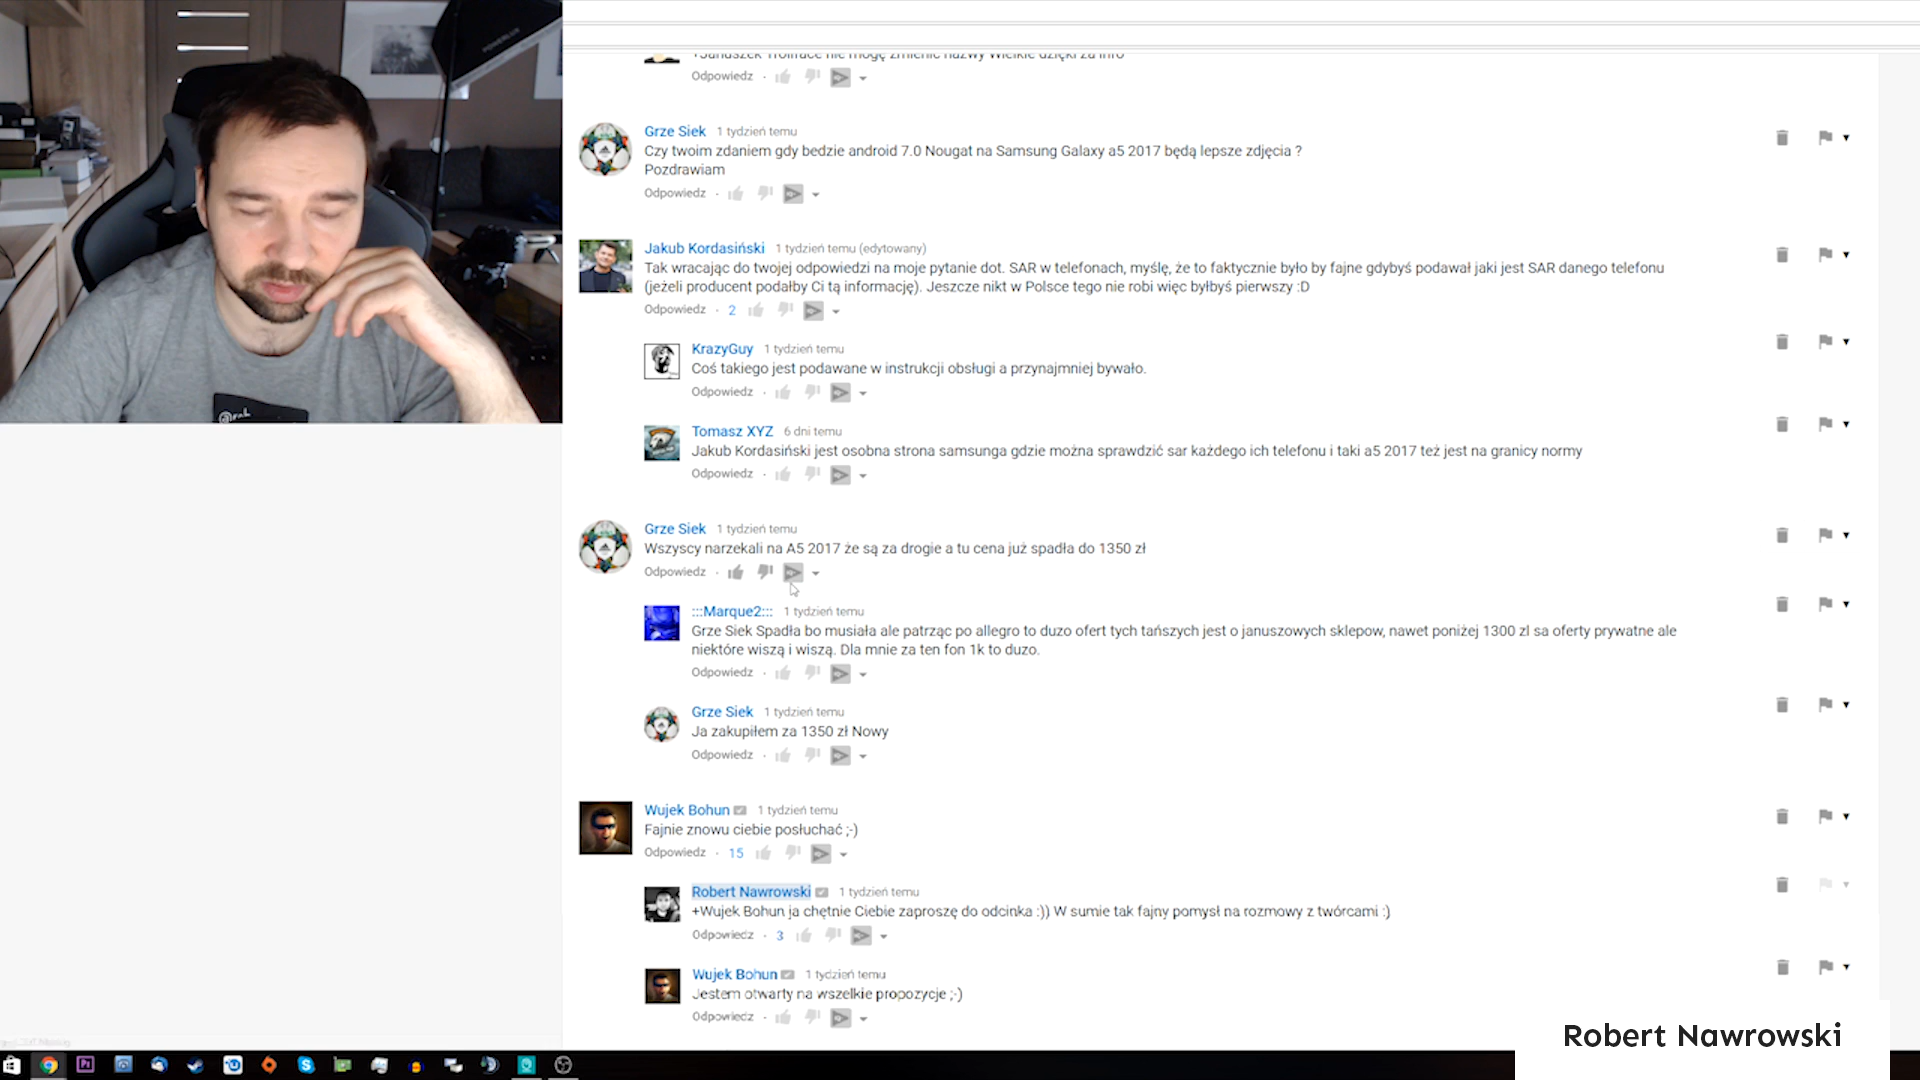 +Januszek Trollface nie mogę zmienić nazwy Wielkie dzięki za info
Odpowiedz
Grze Siek 1 tydzień temu
Czy twoim zdaniem gdy bedzie android 7.0 Nougat na Samsung Galaxy a5 2017 będą lepsze zdjęcia ?
Pozdrawiam
Odpowiedz
Jakub Kordasiński 1 tydzień temu (edytowany)
Tak wracając do twojej odpowiedzi na moje pytanie dot. SAR w telefonach, myślę, że to faktycznie było by fajne gdybyś podawał jaki jest SAR danego telefonu
(jeżeli producent podałby Ci tą informację). Jeszcze nikt w Polsce tego nie robi więc byłbyś pierwszy :D
Odpowiedz · 2
KrazyGuy 1 tydzień temu
Coś takiego jest podawane w instrukcji obsługi a przynajmniej bywało.
Odpowiedz
Tomasz XYZ 6 dni temu
Jakub Kordasiński jest osobna strona samsunga gdzie można sprawdzić sar każdego ich telefonu i taki a5 2017 też jest na granicy normy
Odpowiedz
Grze Siek 1 tydzień temu
Wszyscy narzekali na A5 2017 że są za drogie a tu cena już spadła do 1350 zł
Odpowiedz
:::Marque2::: 1 tydzień temu
Grze Siek Spadła bo musiała ale patrząc po allegro to duzo ofert tych tańszych jest o januszowych sklepow, nawet poniżej 1300 zl sa oferty prywatne ale
niektóre wiszą i wiszą. Dla mnie za ten fon 1k to duzo.
Odpowiedz
Grze Siek 1 tydzień temu
Ja zakupiłem za 1350 zł Nowy
Odpowiedz
Wujek Bohun 1 tydzień temu
Fajnie znowu ciebie posłuchać ;-)
Odpowiedz · 15
Robert Nawrowski 1 tydzień temu
+Wujek Bohun ja chętnie Ciebie zaproszę do odcinka :)) W sumie tak fajny pomysł na rozmowy z twórcami :)
Odpowiedz · 3
Wujek Bohun 1 tydzień temu
Jestem otwarty na wszelkie propozycje ;-)
Odpowiedz
Robert Nawrowski